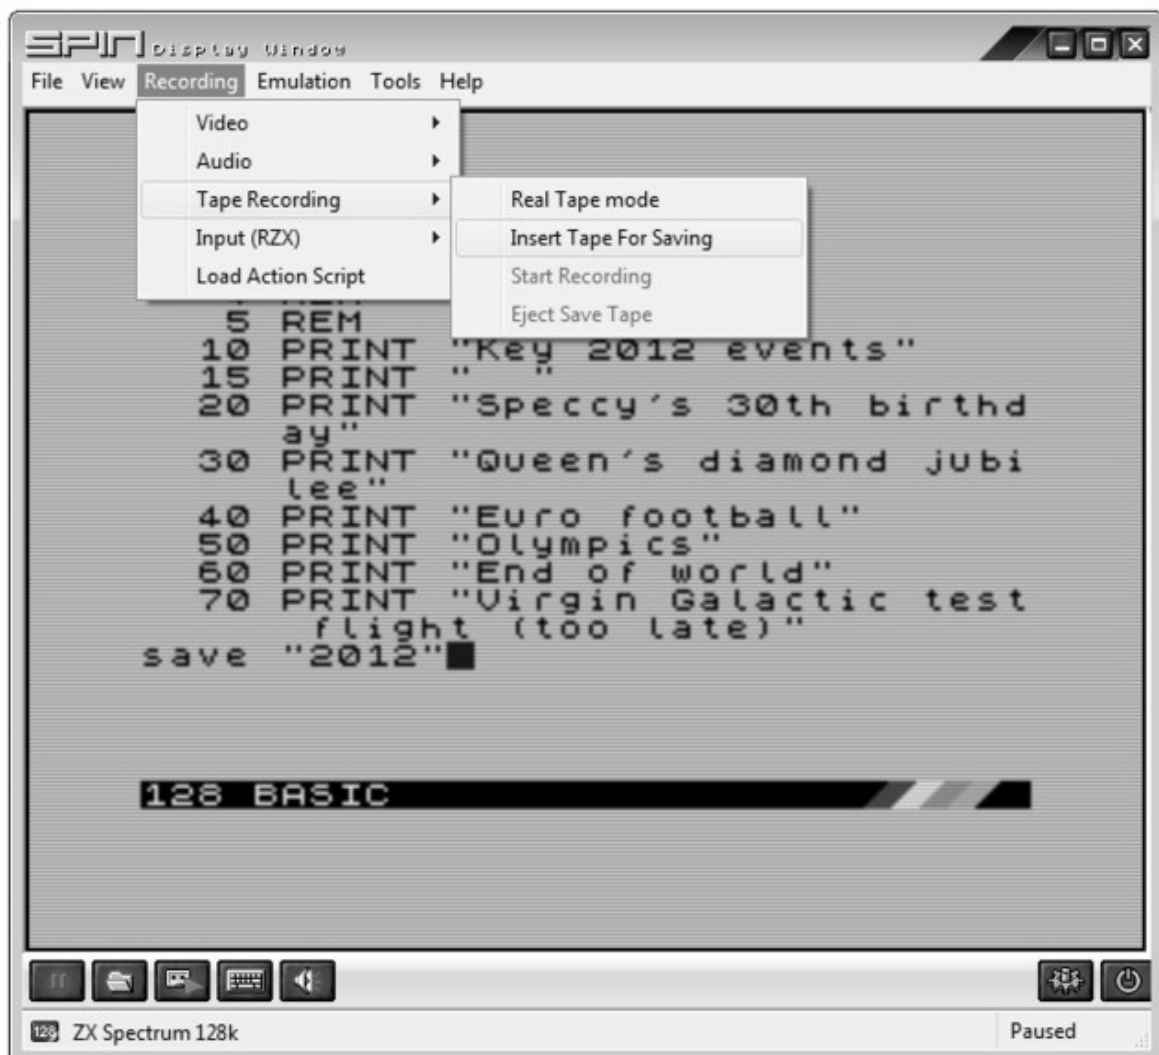 SPIN Display Window
File View Recording Emulation Tools Help
Video
Audio
Tape Recording
Input (RZX)
Load Action Script
Real Tape mode
Insert Tape For Saving
Start Recording
Eject Save Tape
5 REM
10 PRINT "Key 2012 events"
15 PRINT " "
20 PRINT "Speccy's 30th birthd
ay"
30 PRINT "Queen's diamond jubi
lee"
40 PRINT "Euro football"
50 PRINT "Olympics"
60 PRINT "End of world"
70 PRINT "Virgin Galactic test
flight (too late)"
save "2012"
128 BASIC
128 ZX Spectrum 128k
Paused